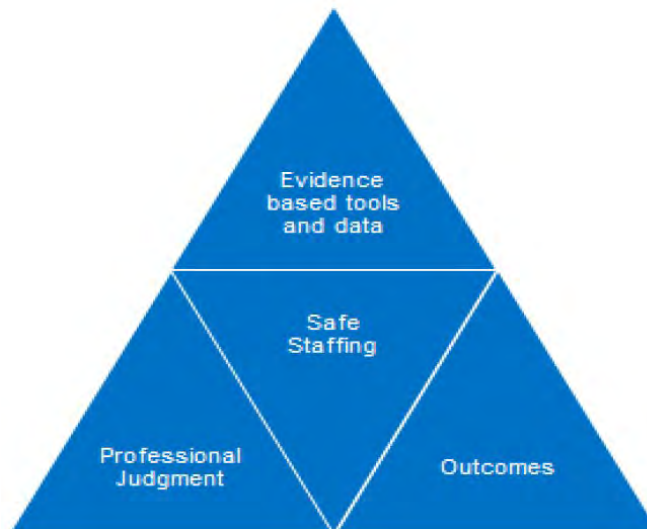 Evidence
based tools
and data
Safe
Staffing
Professional
Judgment
Outcomes